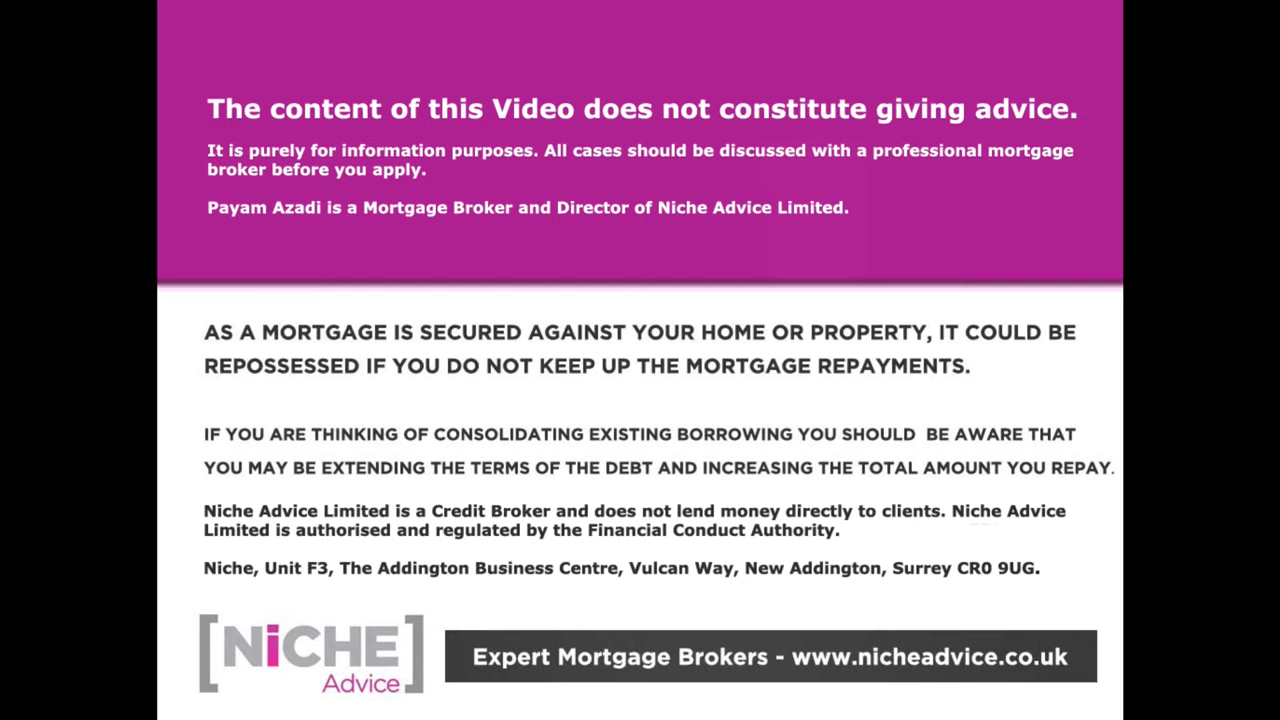 The content of this Video does not constitute giving advice.
It is purely for information purposes. All cases should be discussed with a professional mortgage
broker before you apply.
Payam Azadi is a Mortgage Broker and Director of Niche Advice Limited.
AS A MORTGAGE IS SECURED AGAINST YOUR HOME OR PROPERTY, IT COULD BE
REPOSSESSED IF YOU DO NOT KEEP UP THE MORTGAGE REPAYMENTS.
IF YOU ARE THINKING OF CONSOLIDATING EXISTING BORROWING YOU SHOULD BE AWARE THAT
YOU MAY BE EXTENDING THE TERMS OF THE DEBT AND INCREASING THE TOTAL AMOUNT YOU REPAY.
Niche Advice Limited is a Credit Broker and does not lend money directly to clients. Niche Advice
Limited is authorised and regulated by the Financial Conduct Authority.
Niche, Unit F3, The Addington Business Centre, Vulcan Way, New Addington, Surrey CR0 9UG.
[NiCHE]
Advice
Expert Mortgage Brokers - www.nicheadvice.co.uk